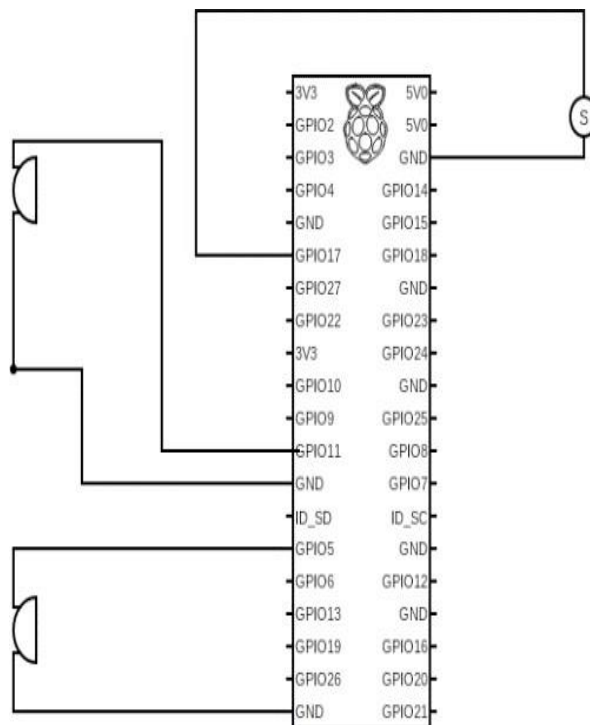 3V3 5V0
GPIO2 5V0
GPIO3 GND
GPIO4 GPIO14
GND GPIO15
GPIO17 GPIO18
GPIO27 GND
GPIO22 GPIO23
3V3 GPIO24
GPIO10 GND
GPIO9 GPIO25
GPIO11 GPIO8
GND GPIO7
ID_SD ID_SC
GPIO5 GND
GPIO6 GPIO12
GPIO13 GND
GPIO19 GPIO16
GPIO26 GPIO20
GND GPIO21
S